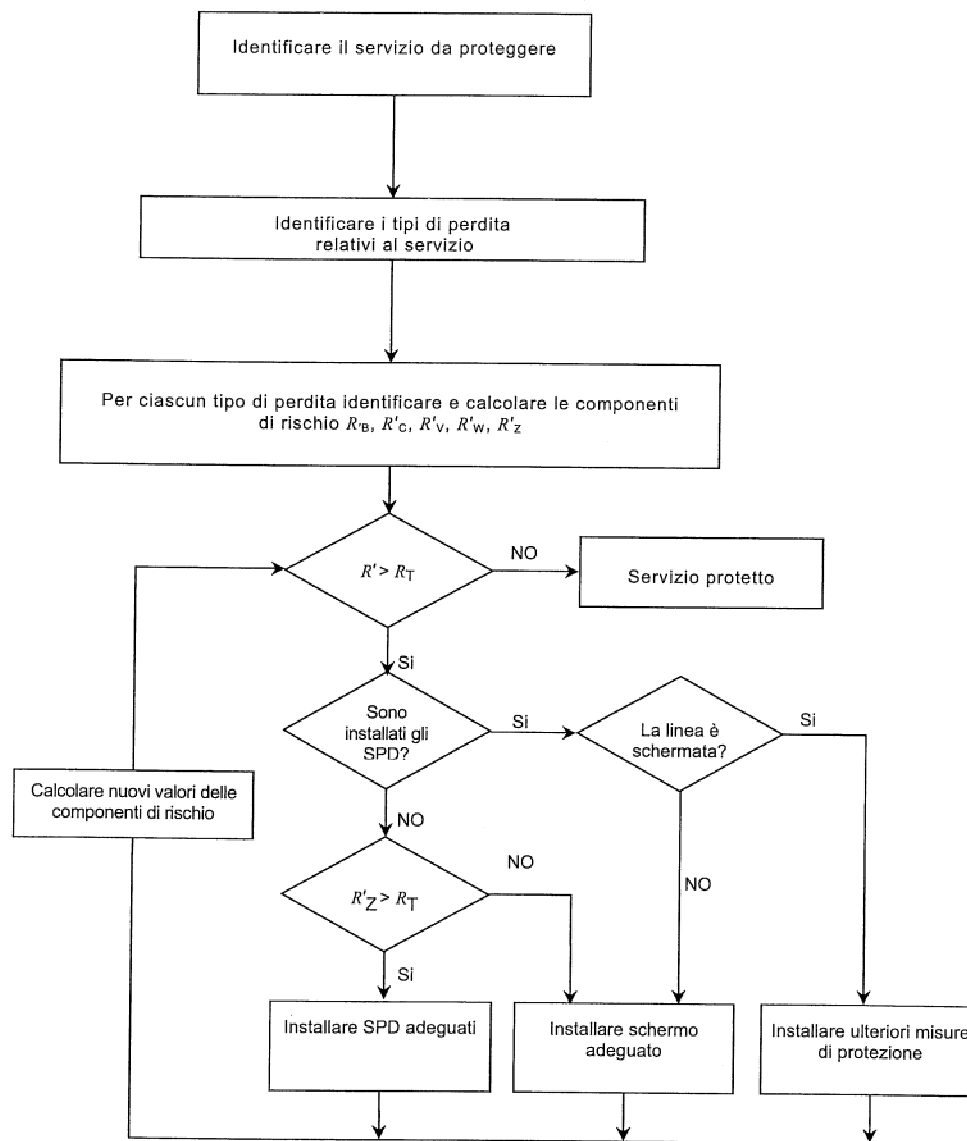 Identificare il servizio da proteggere
Identificare i tipi di perdita
relativi al servizio
Per ciascun tipo di perdita identificare e calcolare le componenti
di rischio R'B, R'C, R'V, R'W, R'Z
R' > RT
NO
Servizio protetto
Si
Sono
installati gli
SPD?
Si
La linea è
schermata?
Si
Calcolare nuovi valori delle
componenti di rischio
NO
NO
R'Z > RT
NO
Si
Installare SPD adeguati
Installare schermo
adeguato
Installare ulteriori misure
di protezione